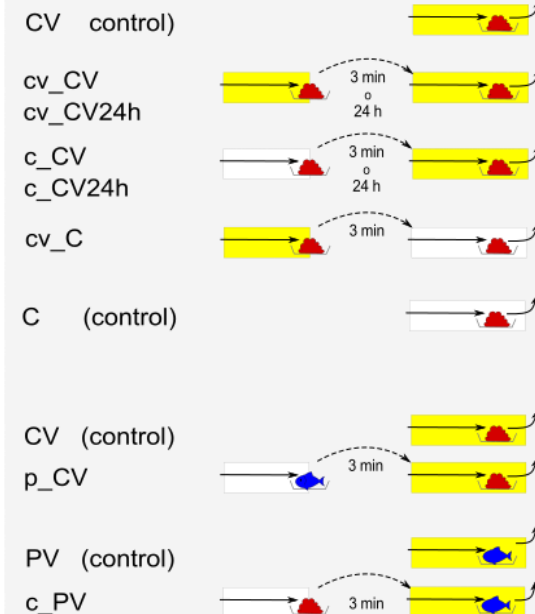 CV control)
cv_CV
3 min
cv_CV24h
o
24 h
c_CV
3 min
c_CV24h
o
24 h
cv_C
3 min
C (control)
CV (control)
p_CV
3 min
PV (control)
c_PV
3 min